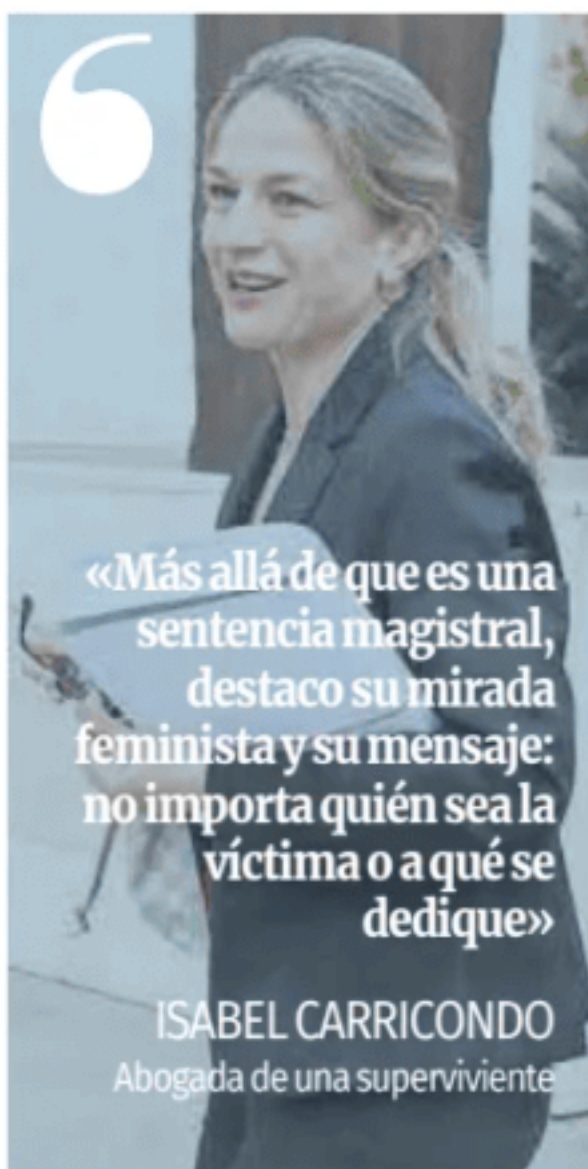 «Más allá de que es una
sentencia magistral,
destaco su mirada
feminista y su mensaje:
no importa quién sea la
víctima o a qué se
dedique»
ISABEL CARRICONDO
Abogada de una superviviente